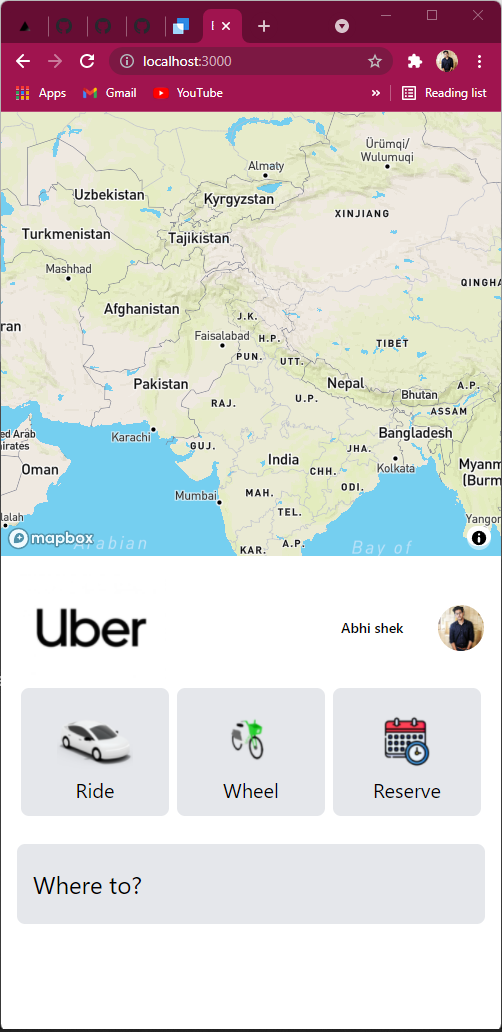 localhost:3000
Apps
Gmail
YouTube
»
Reading list
Ürümqi/
Wulumuqi
Almaty
Uzbekistan
Kyrgyzstan
XINJIANG
Turkmenistan
Tajikistan
Mashhad
QINGHA
Afghanistan
ran
J.K.
Faisalabad
H.P.
TIBET
PUN.
UTT.
Pakistan
Nepal
A.P.
Bhutan
RAJ.
U.P.
ASSAM
Karachi
ed Arab
mirates
GUJ.
JHA.
Bangladesh
India
Oman
CHH.
Kolkata
Myanm
(Burm
Mumbai
MAH.
ODI.
lalah
TEL.
Yangon
mapbox
Arabian
KAR.
A.P.
Bay of
Uber
Abhi shek
Ride
Wheel
Reserve
Where to?